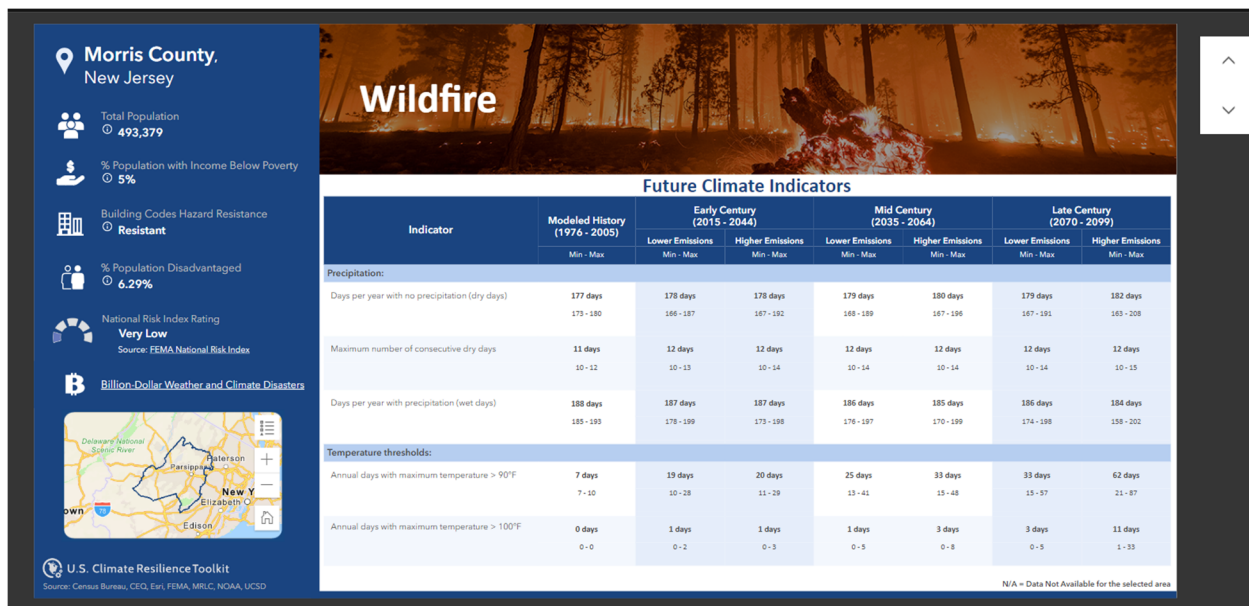 Morris County,
New Jersey
Total Population
493,379
% Population with Income Below Poverty
5%
Building Codes Hazard Resistance
Resistant
% Population Disadvantaged
6.29%
National Risk Index Rating
Very Low
Source: FEMA National Risk Index
Billion-Dollar Weather and Climate Disasters
Delaware National
Scenic River
Paterson
Parsippany
New Y
Elizabeth
own
78
Edison
U.S. Climate Resilience Toolkit
Source: Census Bureau, CEQ, Esri, FEMA, MRLC, NOAA, UCSD
Wildfire
Future Climate Indicators
Indicator
Modeled History
(1976 - 2005)
Early Century
(2015 - 2044)
Mid Century
(2035 - 2064)
Late Century
(2070 - 2099)
Lower Emissions Higher Emissions Lower Emissions Higher Emissions Lower Emissions Higher Emissions
Min - Max Min - Max Min - Max Min - Max Min - Max Min - Max Min - Max
Precipitation:
Days per year with no precipitation (dry days) 177 days 178 days 178 days 179 days 180 days 179 days 182 days
173 - 180 166 - 187 167 - 192 168 - 189 167 - 196 167 - 191 163 - 208
Maximum number of consecutive dry days 11 days 12 days 12 days 12 days 12 days 12 days 12 days
10 - 12 10 - 13 10 - 14 10 - 14 10 - 14 10 - 14 10 - 15
Days per year with precipitation (wet days) 188 days 187 days 187 days 186 days 185 days 186 days 184 days
185 - 193 178 - 199 173 - 198 176 - 197 170 - 199 174 - 198 158 - 202
Temperature thresholds:
Annual days with maximum temperature > 90°F 7 days 19 days 20 days 25 days 33 days 33 days 62 days
7 - 10 10 - 28 11 - 29 13 - 41 15 - 48 15 - 57 21 - 87
Annual days with maximum temperature > 100°F 0 days 1 days 1 days 1 days 3 days 3 days 11 days
0 - 0 0 - 2 0 - 3 0 - 5 0 - 8 0 - 5 1 - 33
N/A = Data Not Available for the selected area